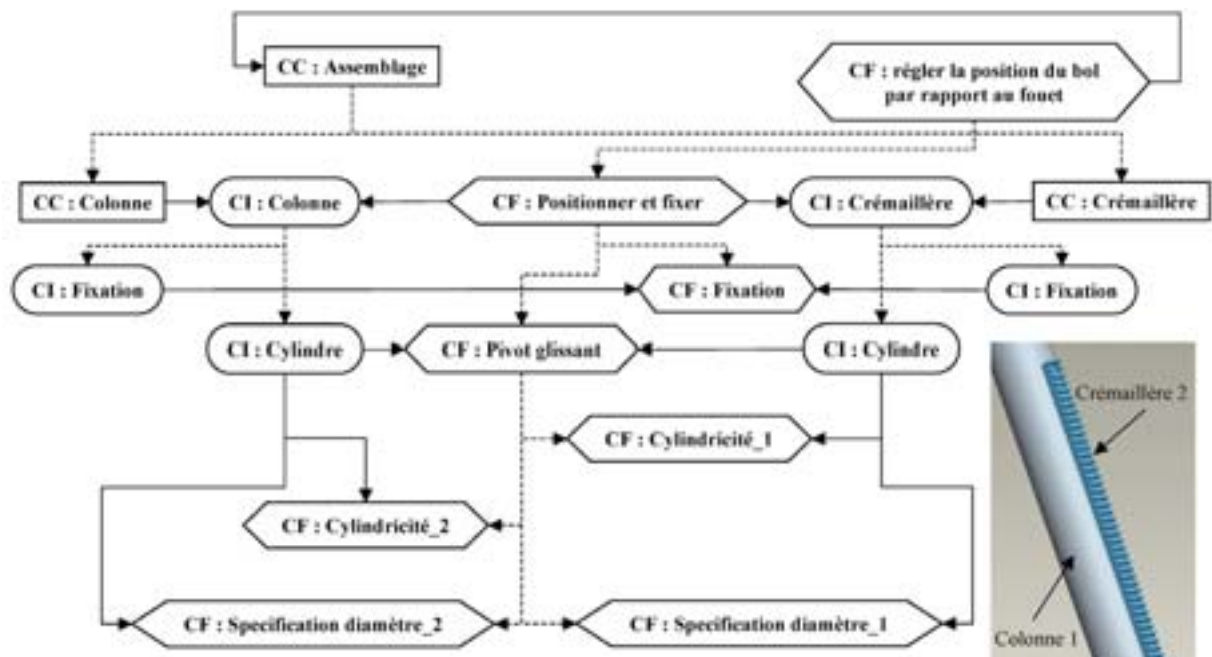 CC : Assemblage
CF : régler la position du bol
par rapport au fouet
CC : Colonne
CI : Colonne
CF : Positionner et fixer
CI : Crémaillère
CC : Crémaillère
CI : Fixation
CF : Fixation
CI : Fixation
CI : Cylindre
CF : Pivot glissant
CI : Cylindre
Crémaillère 2
CF : Cylindricité_1
CF : Cylindricité_2
CF : Specification diamètre_2
CF : Specification diamètre_1
Colonne 1